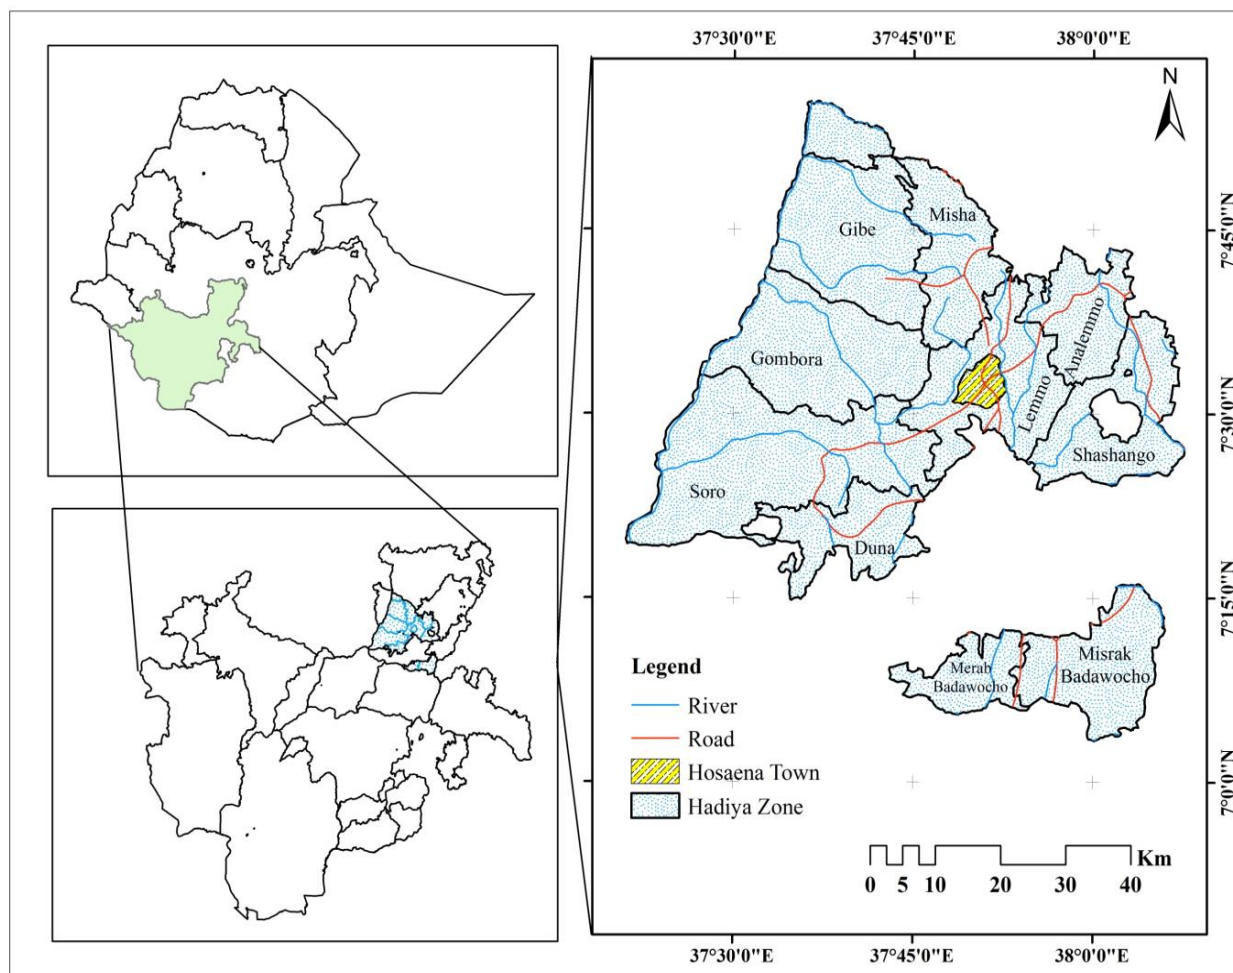 37°30'0"E
37°45'0"E
38°0'0"E
N
7°45'0"N
7°30'0"N
7°15'0"N
7°0'0"N
Misha
Gibe
Analemmo
Gombora
Lemmo
Shashango
Soro
Duna
Misrak
Badawocho
Merab
Badawocho
Legend
River
Road
Hosaena Town
Hadiya Zone
Km
0 5 10 20 30 40
37°30'0"E
37°45'0"E
38°0'0"E